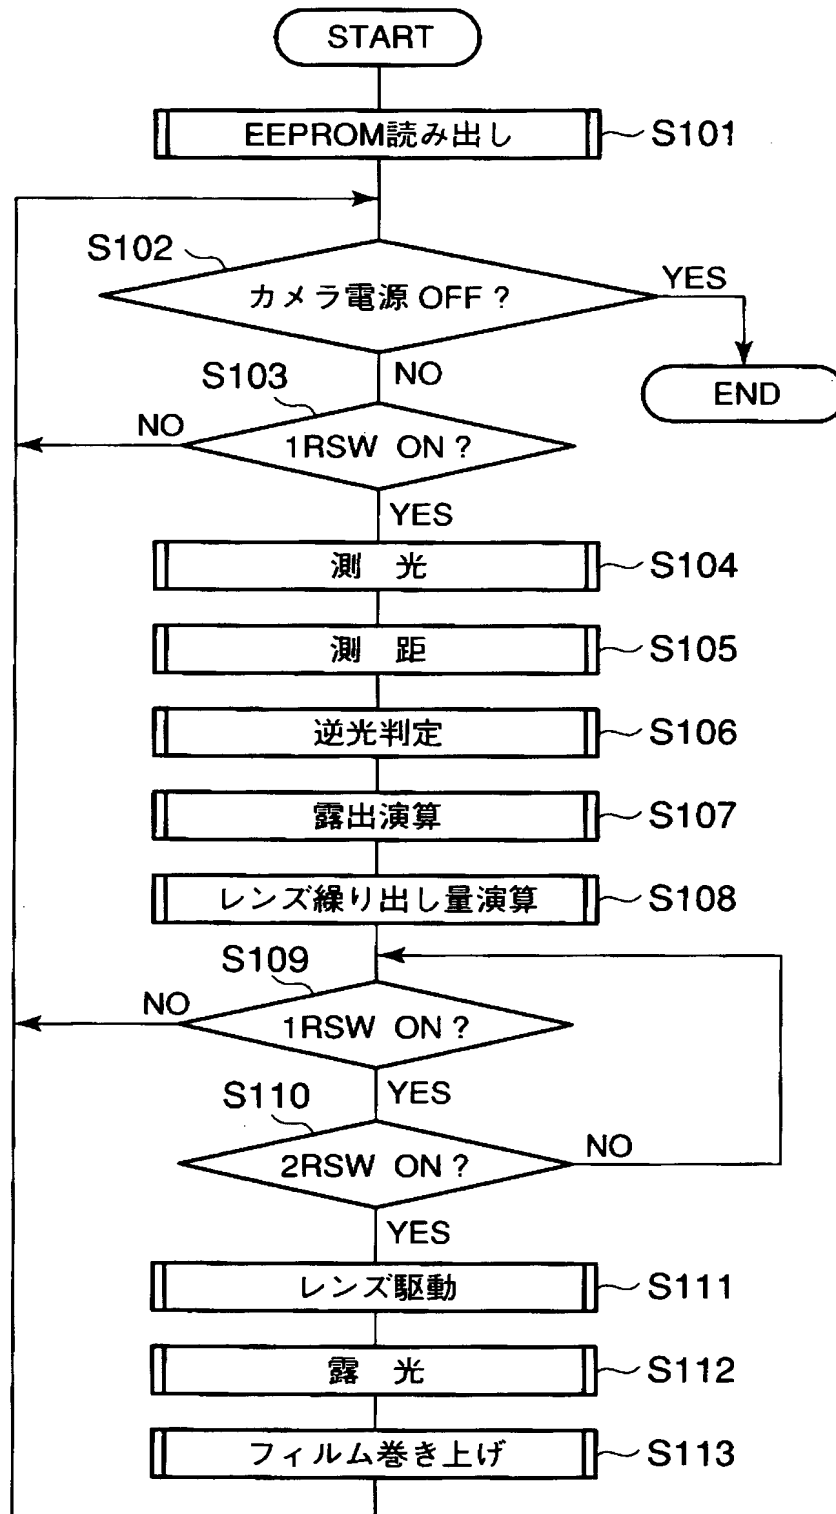 START
EEPROM読み出し S101
S102
カメラ電源 OFF?
YES
NO
END
S103
NO
1RSW ON?
YES
測 光 S104
測 距 S105
逆光判定 S106
露出演算 S107
レンズ繰り出し量演算 S108
S109
NO
1RSW ON?
YES
S110
2RSW ON?
NO
YES
レンズ駆動 S111
露 光 S112
フィルム巻き上げ S113